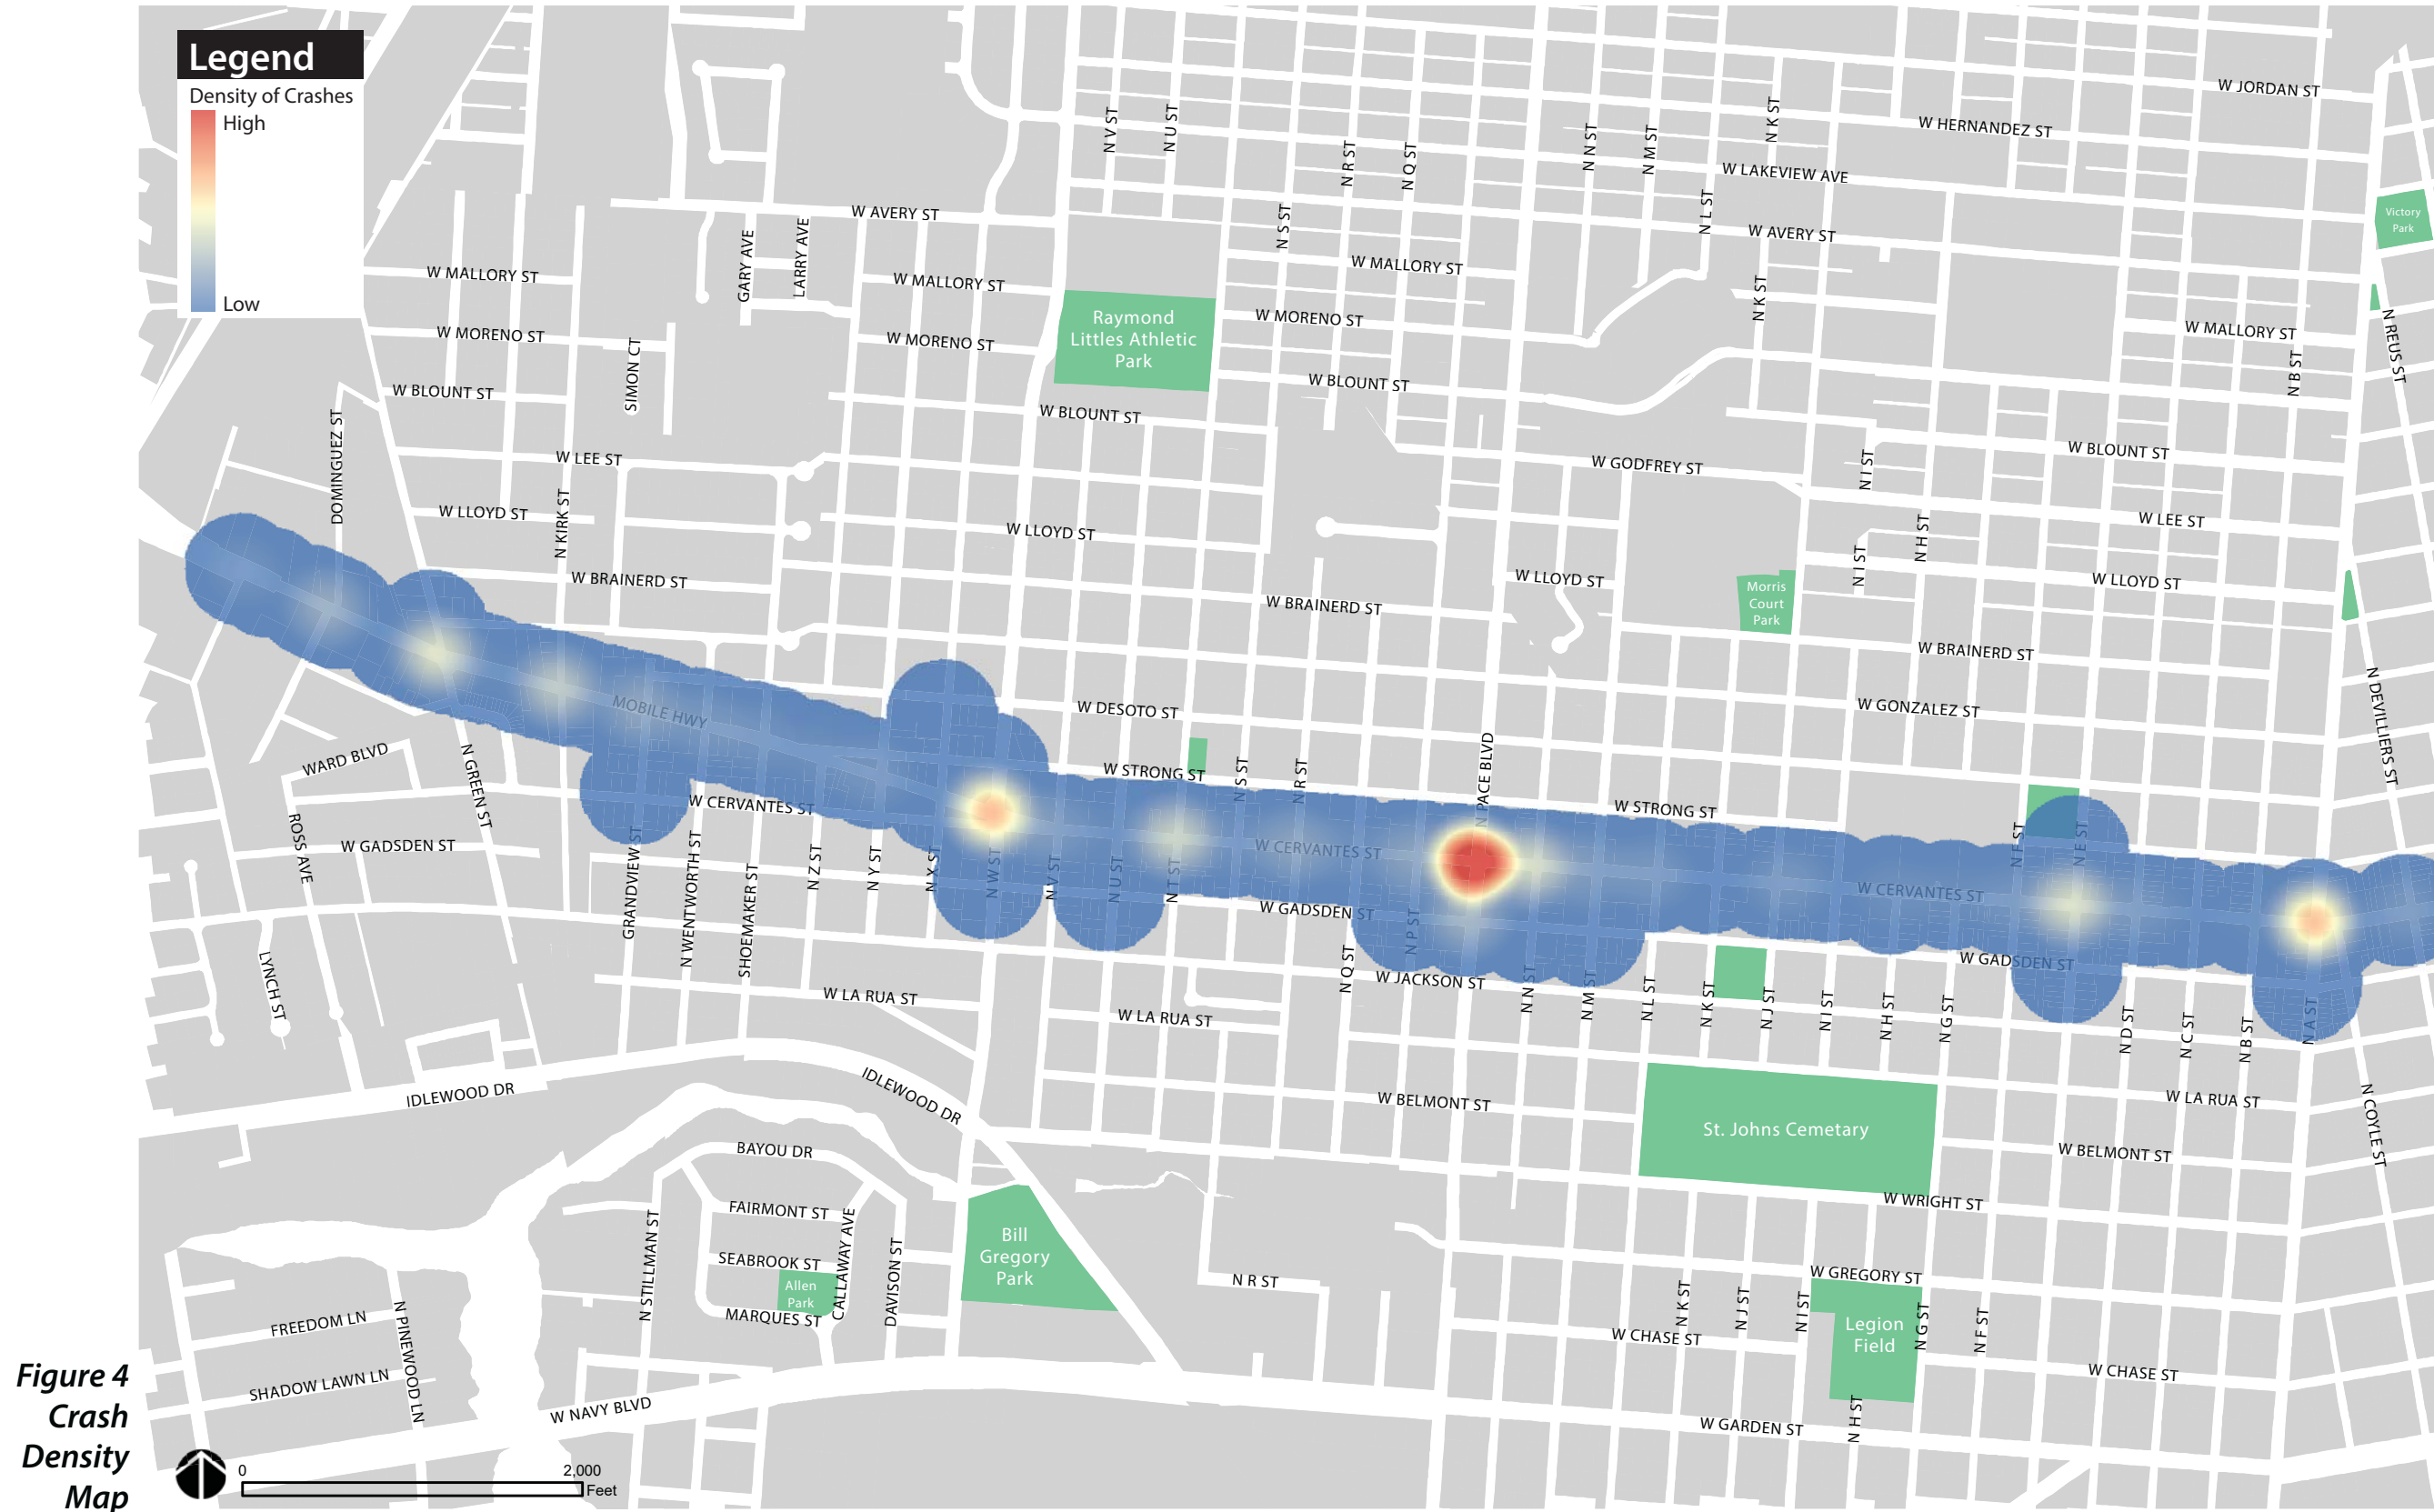 Legend
Density of Crashes
High
Low
W JORDAN ST
W HERNANDEZ ST
N V ST
N U ST
N R ST
N Q ST
N N ST
N M ST
N K ST
W LAKEVIEW AVE
N L ST
N S ST
W AVERY ST
W AVERY ST
Victory
Park
GARY AVE
LARRY AVE
W MALLORY ST
W MALLORY ST
W MALLORY ST
N K ST
W MORENO ST
W MORENO ST
Raymond
Littles Athletic
Park
W MORENO ST
W MALLORY ST
N REUS ST
N B ST
SIMON CT
W BLOUNT ST
W BLOUNT ST
W BLOUNT ST
W BLOUNT ST
DOMINGUEZ ST
W LEE ST
W GODFREY ST
N I ST
W LEE ST
W LLOYD ST
N KIRK ST
W LLOYD ST
N H ST
N I ST
W BRAINERD ST
W LLOYD ST
W LLOYD ST
Morris
Court
Park
W BRAINERD ST
W BRAINERD ST
MOBILE HWY
W DESOTO ST
W GONZALEZ ST
N DEVILLIERS ST
WARD BLVD
N GREEN ST
W STRONG ST
N S ST
N R ST
N PACE BLVD
W STRONG ST
W CERVANTES ST
ROSS AVE
W GADSDEN ST
W CERVANTES ST
N F ST
N E ST
GRANDVIEW ST
N WENTWORTH ST
SHOEMAKER ST
N Z ST
N Y ST
N X ST
N W ST
N V ST
N U ST
N T ST
W CERVANTES ST
W GADSDEN ST
N P ST
N Q ST
W JACKSON ST
N N ST
N M ST
N L ST
N K ST
N J ST
N I ST
N H ST
N G ST
W GADSDEN ST
N D ST
N C ST
N B ST
N A ST
LYNCH ST
W LA RUA ST
W LA RUA ST
IDLEWOOD DR
IDLEWOOD DR
W BELMONT ST
St. Johns Cemetary
W LA RUA ST
N COYLE ST
BAYOU DR
W BELMONT ST
FAIRMONT ST
W WRIGHT ST
N STILLMAN ST
SEABROOK ST
CALLAWAY AVE
DAVISON ST
Bill
Gregory
Park
Allen
Park
MARQUES ST
N R ST
W GREGORY ST
N K ST
N J ST
N I ST
Legion
Field
N G ST
N F ST
FREEDOM LN
N PINEWOOD LN
SHADOW LAWN LN
W CHASE ST
W CHASE ST
W NAVY BLVD
W GARDEN ST
N H ST
Figure 4
Crash
Density
Map
0
2,000
Feet